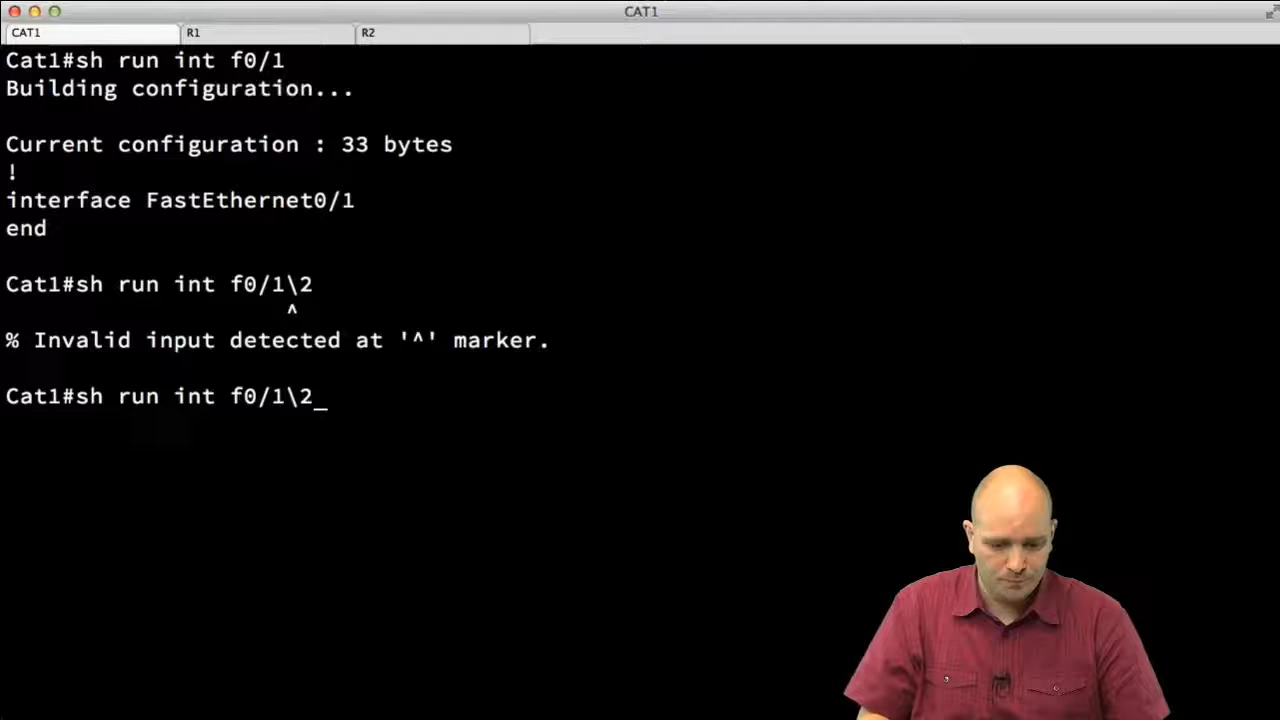 CAT1
CAT1
R1
R2
Cat1#sh run int f0/1
Building configuration...
Current configuration : 33 bytes
!
interface FastEthernet0/1
end
Cat1#sh run int f0/1\2
^
% Invalid input detected at '^' marker.
Cat1#sh run int f0/1\2_